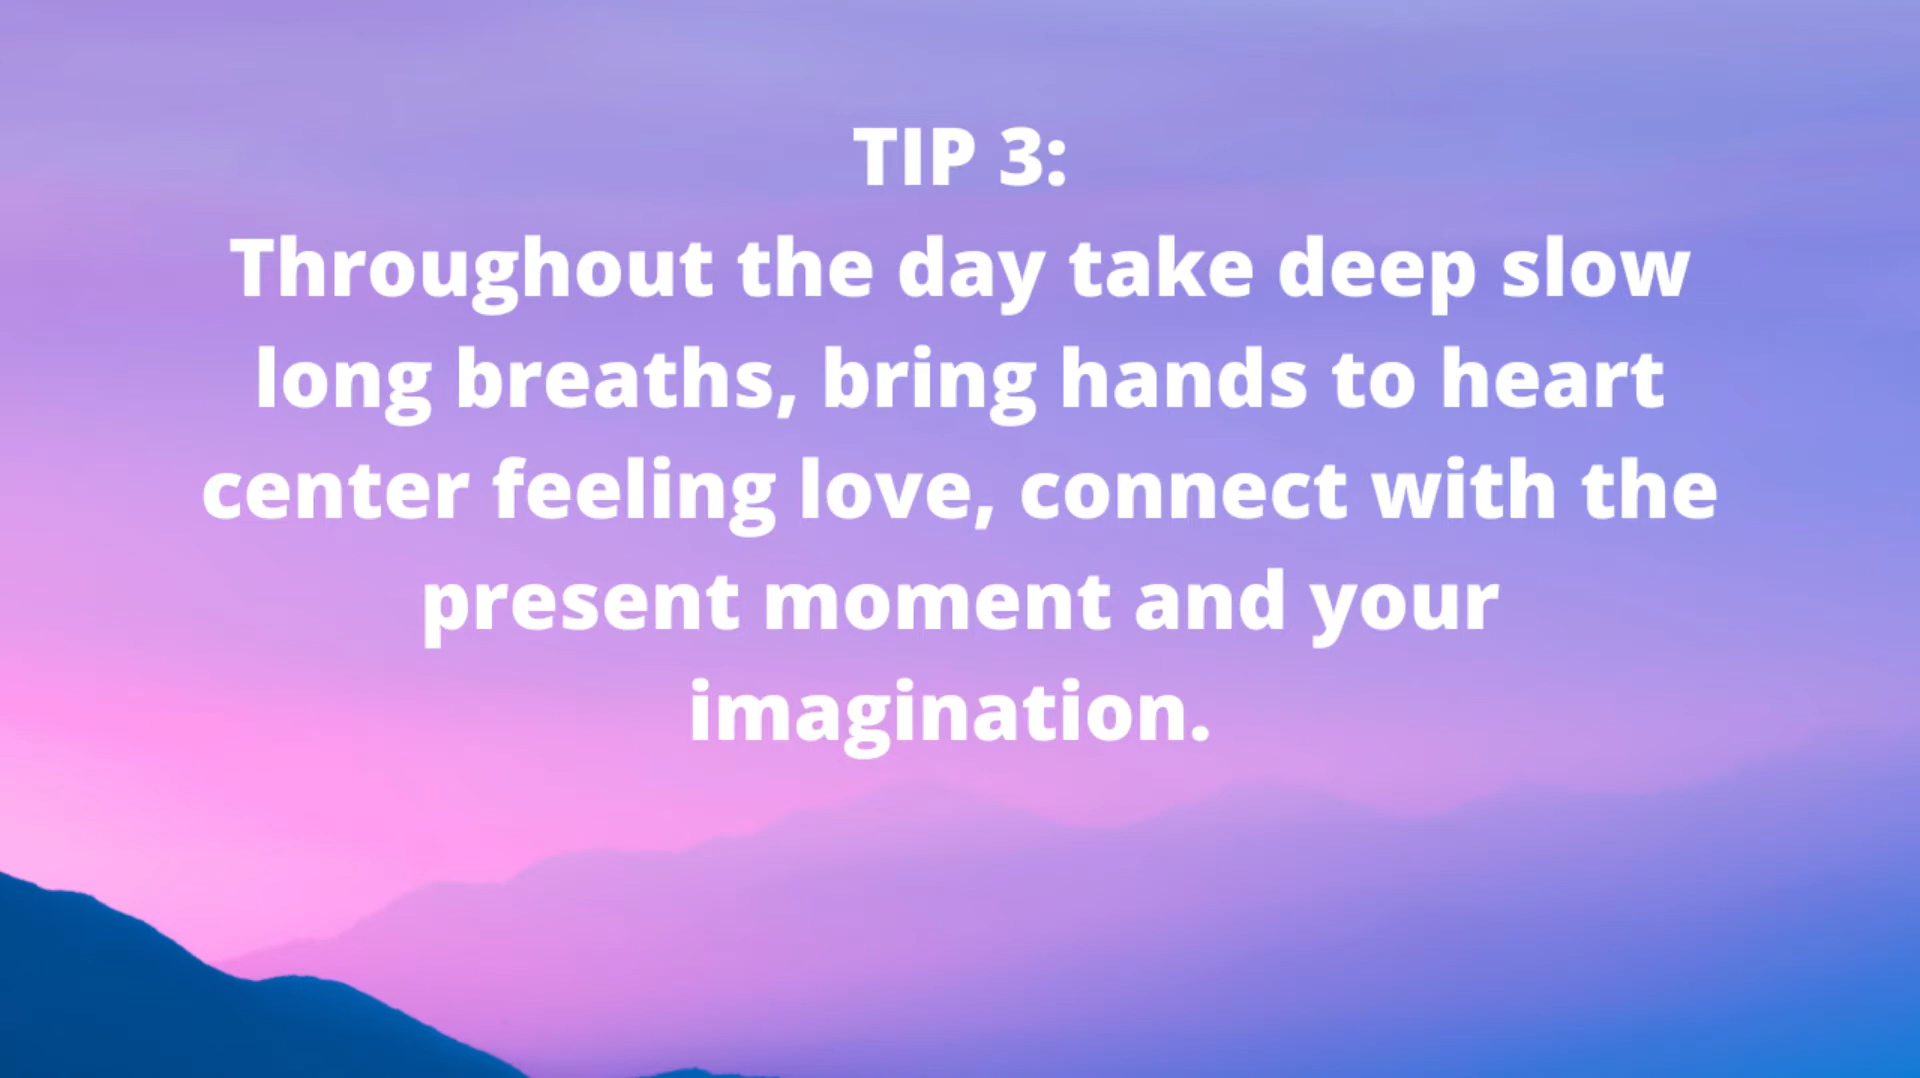 TIP 3:
Throughout the day take deep slow
long breaths, bring hands to heart
center feeling love, connect with the
present moment and your
imagination.